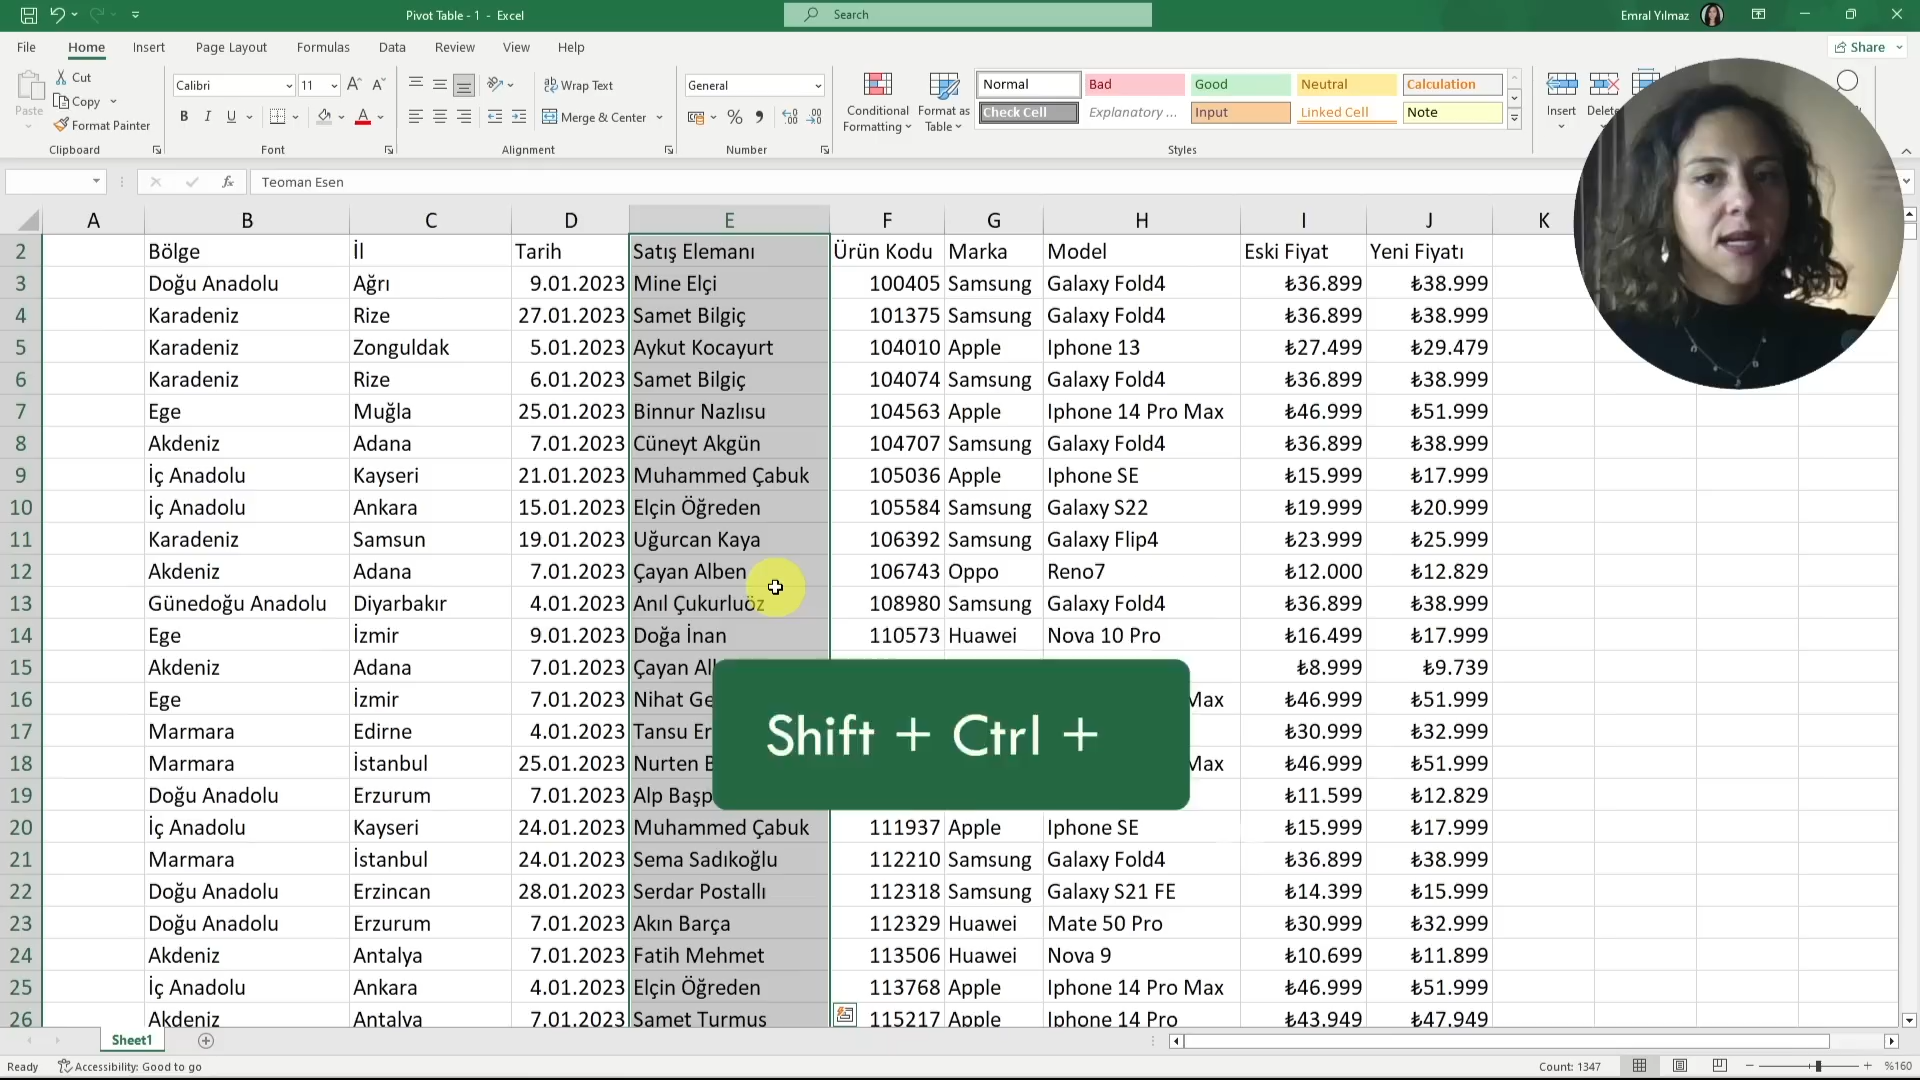 Pivot Table - 1 - Excel
Search
Emral Yılmaz
File Home Insert Page Layout Formulas Data Review View Help
Share
Paste
Cut
Copy
Format Painter
Clipboard
Calibri 11
B I U
Font
Wrap Text
Merge & Center
Alignment
General
Number
Conditional Formatting
Format as Table
Normal Bad Good Neutral Calculation
Check Cell Explanatory ... Input Linked Cell Note
Styles
Insert
Teoman Esen
A B C D E F G H I J K
2 Bölge İl Tarih Satış Elemanı Ürün Kodu Marka Model Eski Fiyat Yeni Fiyatı
3 Doğu Anadolu Ağrı 9.01.2023 Mine Elçi 100405 Samsung Galaxy Fold4 ₺36.899 ₺38.999
4 Karadeniz Rize 27.01.2023 Samet Bilgiç 101375 Samsung Galaxy Fold4 ₺36.899 ₺38.999
5 Karadeniz Zonguldak 5.01.2023 Aykut Kocayurt 104010 Apple Iphone 13 ₺27.499 ₺29.479
6 Karadeniz Rize 6.01.2023 Samet Bilgiç 104074 Samsung Galaxy Fold4 ₺36.899 ₺38.999
7 Ege Muğla 25.01.2023 Binnur Nazlısu 104563 Apple Iphone 14 Pro Max ₺46.999 ₺51.999
8 Akdeniz Adana 7.01.2023 Cüneyt Akgün 104707 Samsung Galaxy Fold4 ₺36.899 ₺38.999
9 İç Anadolu Kayseri 21.01.2023 Muhammed Çabuk 105036 Apple Iphone SE ₺15.999 ₺17.999
10 İç Anadolu Ankara 15.01.2023 Elçin Öğreden 105584 Samsung Galaxy S22 ₺19.999 ₺20.999
11 Karadeniz Samsun 19.01.2023 Uğurcan Kaya 106392 Samsung Galaxy Flip4 ₺23.999 ₺25.999
12 Akdeniz Adana 7.01.2023 Çayan Alben 106743 Oppo Reno7 ₺12.000 ₺12.829
13 Günedoğu Anadolu Diyarbakır 4.01.2023 Anıl Çukurluöz 108980 Samsung Galaxy Fold4 ₺36.899 ₺38.999
14 Ege İzmir 9.01.2023 Doğa İnan 110573 Huawei Nova 10 Pro ₺16.499 ₺17.999
15 Akdeniz Adana 7.01.2023 Çayan ₺8.999 ₺9.739
16 Ege İzmir 7.01.2023 Nihat Max ₺46.999 ₺51.999
17 Marmara Edirne 4.01.2023 Tansu ₺30.999 ₺32.999
18 Marmara İstanbul 25.01.2023 Nurten Max ₺46.999 ₺51.999
19 Doğu Anadolu Erzurum 7.01.2023 Alp ₺11.599 ₺12.829
Shift + Ctrl +
20 İç Anadolu Kayseri 24.01.2023 Muhammed Çabuk 111937 Apple Iphone SE ₺15.999 ₺17.999
21 Marmara İstanbul 24.01.2023 Sema Sadıkoğlu 112210 Samsung Galaxy Fold4 ₺36.899 ₺38.999
22 Doğu Anadolu Erzincan 28.01.2023 Serdar Postallı 112318 Samsung Galaxy S21 FE ₺14.399 ₺15.999
23 Doğu Anadolu Erzurum 7.01.2023 Akın Barça 112329 Huawei Mate 50 Pro ₺30.999 ₺32.999
24 Akdeniz Antalya 7.01.2023 Fatih Mehmet 113506 Huawei Nova 9 ₺10.699 ₺11.899
25 İç Anadolu Ankara 4.01.2023 Elçin Öğreden 113768 Apple Iphone 14 Pro Max ₺46.999 ₺51.999
26 Akdeniz Antalya 7.01.2023 Samet Turmuş 115217 Apple Iphone 14 Pro ₺43.949 ₺47.949
Sheet1
Ready Accessibility: Good to go Count: 1347 %160